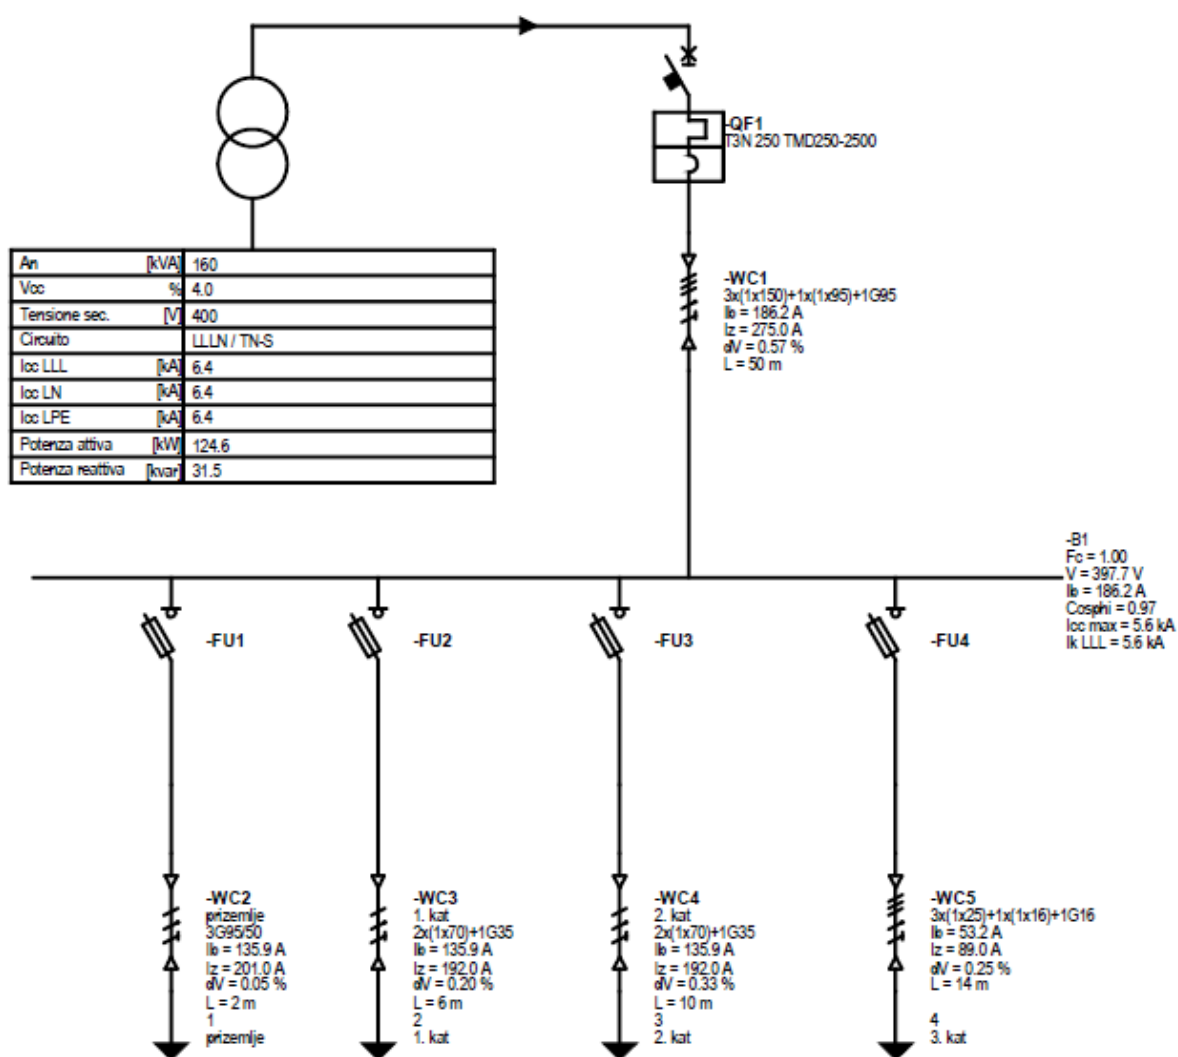 -QF1
T3N 250 TMD250-2500
An [kVA] 160
Vcc % 4.0
Tensione sec. [V] 400
Circuito LLLN / TN-S
Icc LLL [kA] 6.4
Icc LN [kA] 6.4
Icc LPE [kA] 6.4
Potenza attiva [kW] 124.6
Potenza reattiva [kvar] 31.5
-WC1
3x(1x150)+1x(1x95)+1G95
Ib = 186.2 A
Iz = 275.0 A
dV = 0.57 %
L = 50 m
-B1
Fc = 1.00
V = 397.7 V
Ib = 186.2 A
Cosphi = 0.97
Icc max = 5.6 kA
Ik LLL = 5.6 kA
-FU1
-FU2
-FU3
-FU4
-WC2
prizemlje
3G95/50
Ib = 135.9 A
Iz = 201.0 A
dV = 0.05 %
L = 2 m
1
prizemlje
-WC3
1. kat
2x(1x70)+1G35
Ib = 135.9 A
Iz = 192.0 A
dV = 0.20 %
L = 6 m
2
1. kat
-WC4
2. kat
2x(1x70)+1G35
Ib = 135.9 A
Iz = 192.0 A
dV = 0.33 %
L = 10 m
3
2. kat
-WC5
3x(1x25)+1x(1x16)+1G16
Ib = 53.2 A
Iz = 89.0 A
dV = 0.25 %
L = 14 m
4
3. kat